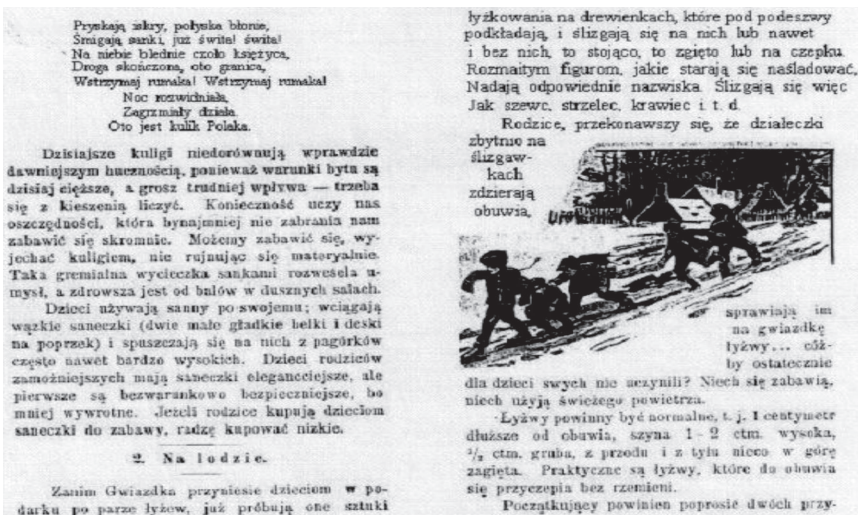 Pryskają iskry, połyska błonie,
Śmigają sanki, już świta! świta!
Na niebie blednie czoło księżyca,
Droga skończona, oto granica,
Wstrzymaj rumaka! Wstrzymaj rumaka!
Noc rozwidniała,
Zagrzmiały działa,
Oto jest kulik Polaka.
Dzisiajsze kuligi niedorównują wprawdzie
dawniejszym hucznością, ponieważ warunki bytu są
dzisiaj cięższe, a grosz trudniej wpływa — trzeba
się z kieszenią liczyć. Konieczność uczy nas
oszczędności, która bynajmniej nie zabrania nam
zabawić się skromnie. Możemy zabawić się, wy-
jechać kuligiem, nie rujnując się materyalnie.
Taka gremialna wycieczka sankami rozwesela u-
mysł, a zdrowsza jest od balów w dusznych salach.
Dzieci używają sanny po swojemu; wciągają
wązkie saneczki (dwie małe gładkie belki i deski
na poprzek) i spuszczają się na nich z pagórków
często nawet bardzo wysokich. Dzieci rodziców
zamożniejszych mają saneczki elegancciejsze, ale
pierwsze są bezwarunkowo bezpieczniejsze, bo
mniej wywrotne. Jeżeli rodzice kupują dzieciom
saneczki do zabawy, radzę kupować nizkie.
2. Na lodzie.
Zanim Gwiazdka przyniesie dzieciom w po-
darku po parze łyżew, już próbują one sztuki
łyżkowania na drewienkach, które pod podeszwy
podkładają, i ślizgają się na nich lub nawet
i bez nich, to stojąco, to zgięto lub na czepku.
Rozmaitym figurom, jakie starają się naśladować,
Nadają odpowiednie nazwiska. Ślizgają się więc
Jak szewc, strzelec, krawiec i t. d.
Rodzice, przekonawszy się, że działeczki
zbytnio na
ślizgaw-
kach
zdzierają
obuwia,
sprawiają im
na gwiazdkę
łyżwy... cóż-
by ostatecznie
dla dzieci swych nie uczynili? Niech się zabawią,
niech użyją świeżego powietrza.
Łyżwy powinny być normalne, t. j. 1 centymetr
dłuższe od obuwia, szyna 1-2 ctm. wysoka,
ctm. gruba, z przodu i z tyłu nieco w górę
zagięta. Praktyczne są łyżwy, które do obuwia
się przyczepia bez rzemieni.
Początkujący powinien poprosić dwóch przy-